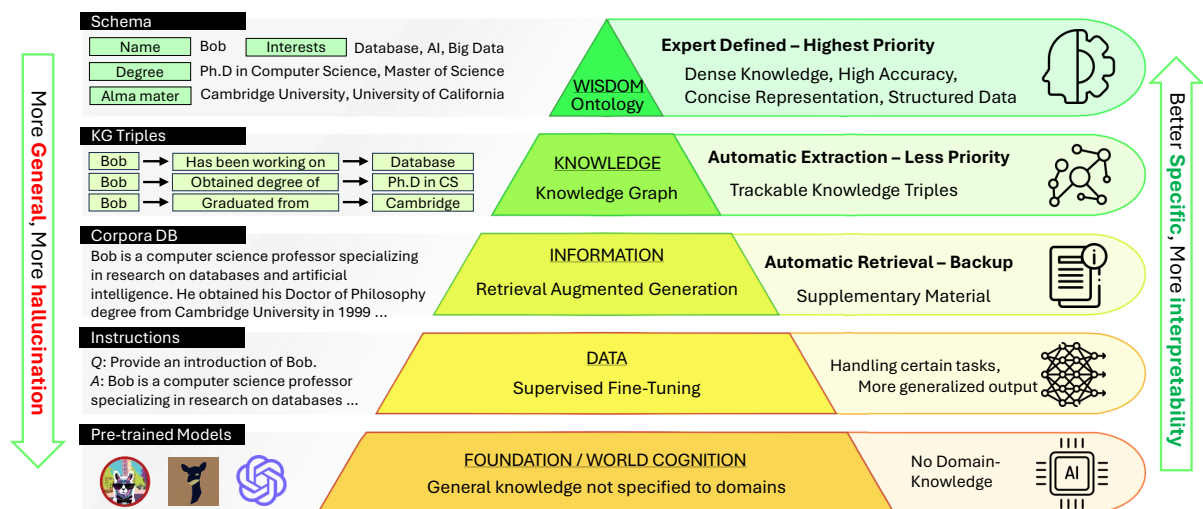 Schema
Name Bob Interests Database, AI, Big Data
Degree Ph.D in Computer Science, Master of Science
Alma mater Cambridge University, University of California
WISDOM
Ontology
Expert Defined – Highest Priority
Dense Knowledge, High Accuracy,
Concise Representation, Structured Data
KG Triples
Bob Has been working on Database
Bob Obtained degree of Ph.D in CS
Bob Graduated from Cambridge
KNOWLEDGE
Knowledge Graph
Automatic Extraction – Less Priority
Trackable Knowledge Triples
Corpora DB
Bob is a computer science professor specializing
in research on databases and artificial
intelligence. He obtained his Doctor of Philosophy
degree from Cambridge University in 1999 ...
INFORMATION
Retrieval Augmented Generation
Automatic Retrieval – Backup
Supplementary Material
Instructions
Q: Provide an introduction of Bob.
A: Bob is a computer science professor
specializing in research on databases ...
DATA
Supervised Fine-Tuning
Handling certain tasks,
More generalized output
Pre-trained Models
FOUNDATION / WORLD COGNITION
General knowledge not specified to domains
No Domain-
Knowledge
AI
More General, More hallucination
Better Specific, More interpretability